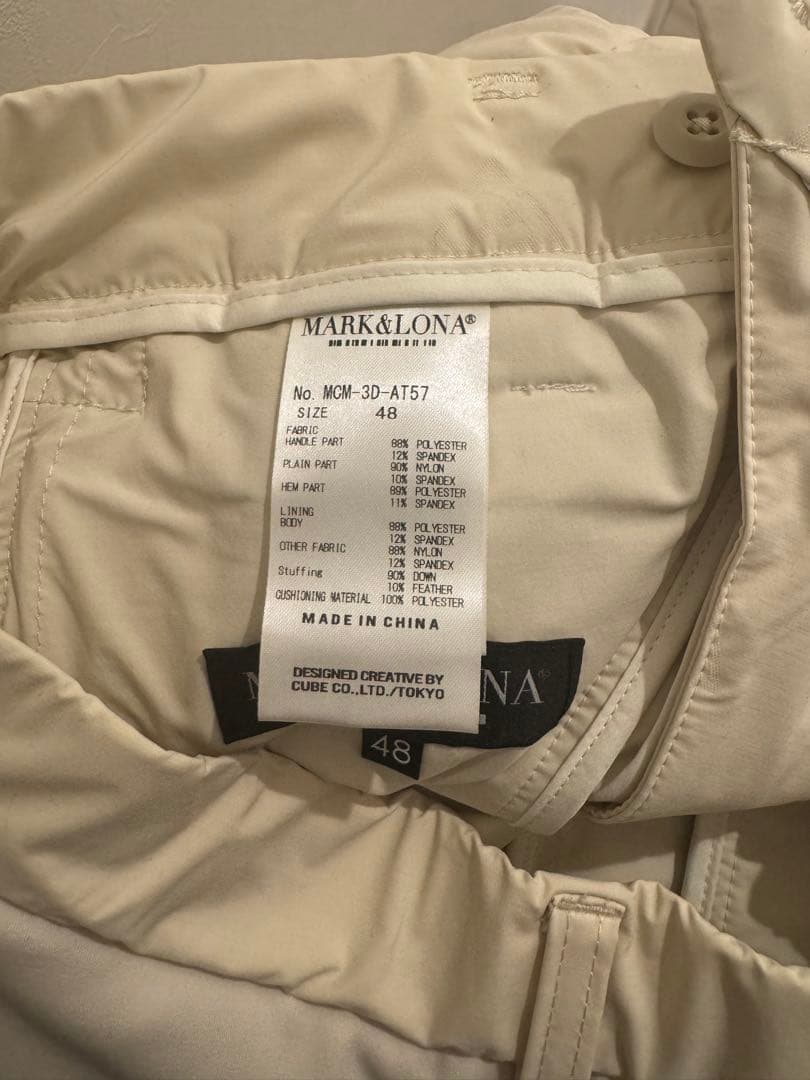 MARK&LONA®
No. MCM-3D-AT57
SIZE 48
FABRIC
HANDLE PART 88% POLYESTER
12% SPANDEX
PLAIN PART 90% NYLON
10% SPANDEX
HEM PART 89% POLYESTER
11% SPANDEX
LINING
BODY 88% POLYESTER
12% SPANDEX
OTHER FABRIC 88% NYLON
12% SPANDEX
Stuffing 90% DOWN
10% FEATHER
CUSHIONING MATERIAL 100% POLYESTER
MADE IN CHINA
DESIGNED CREATIVE BY
CUBE CO.,LTD./TOKYO
NA
48